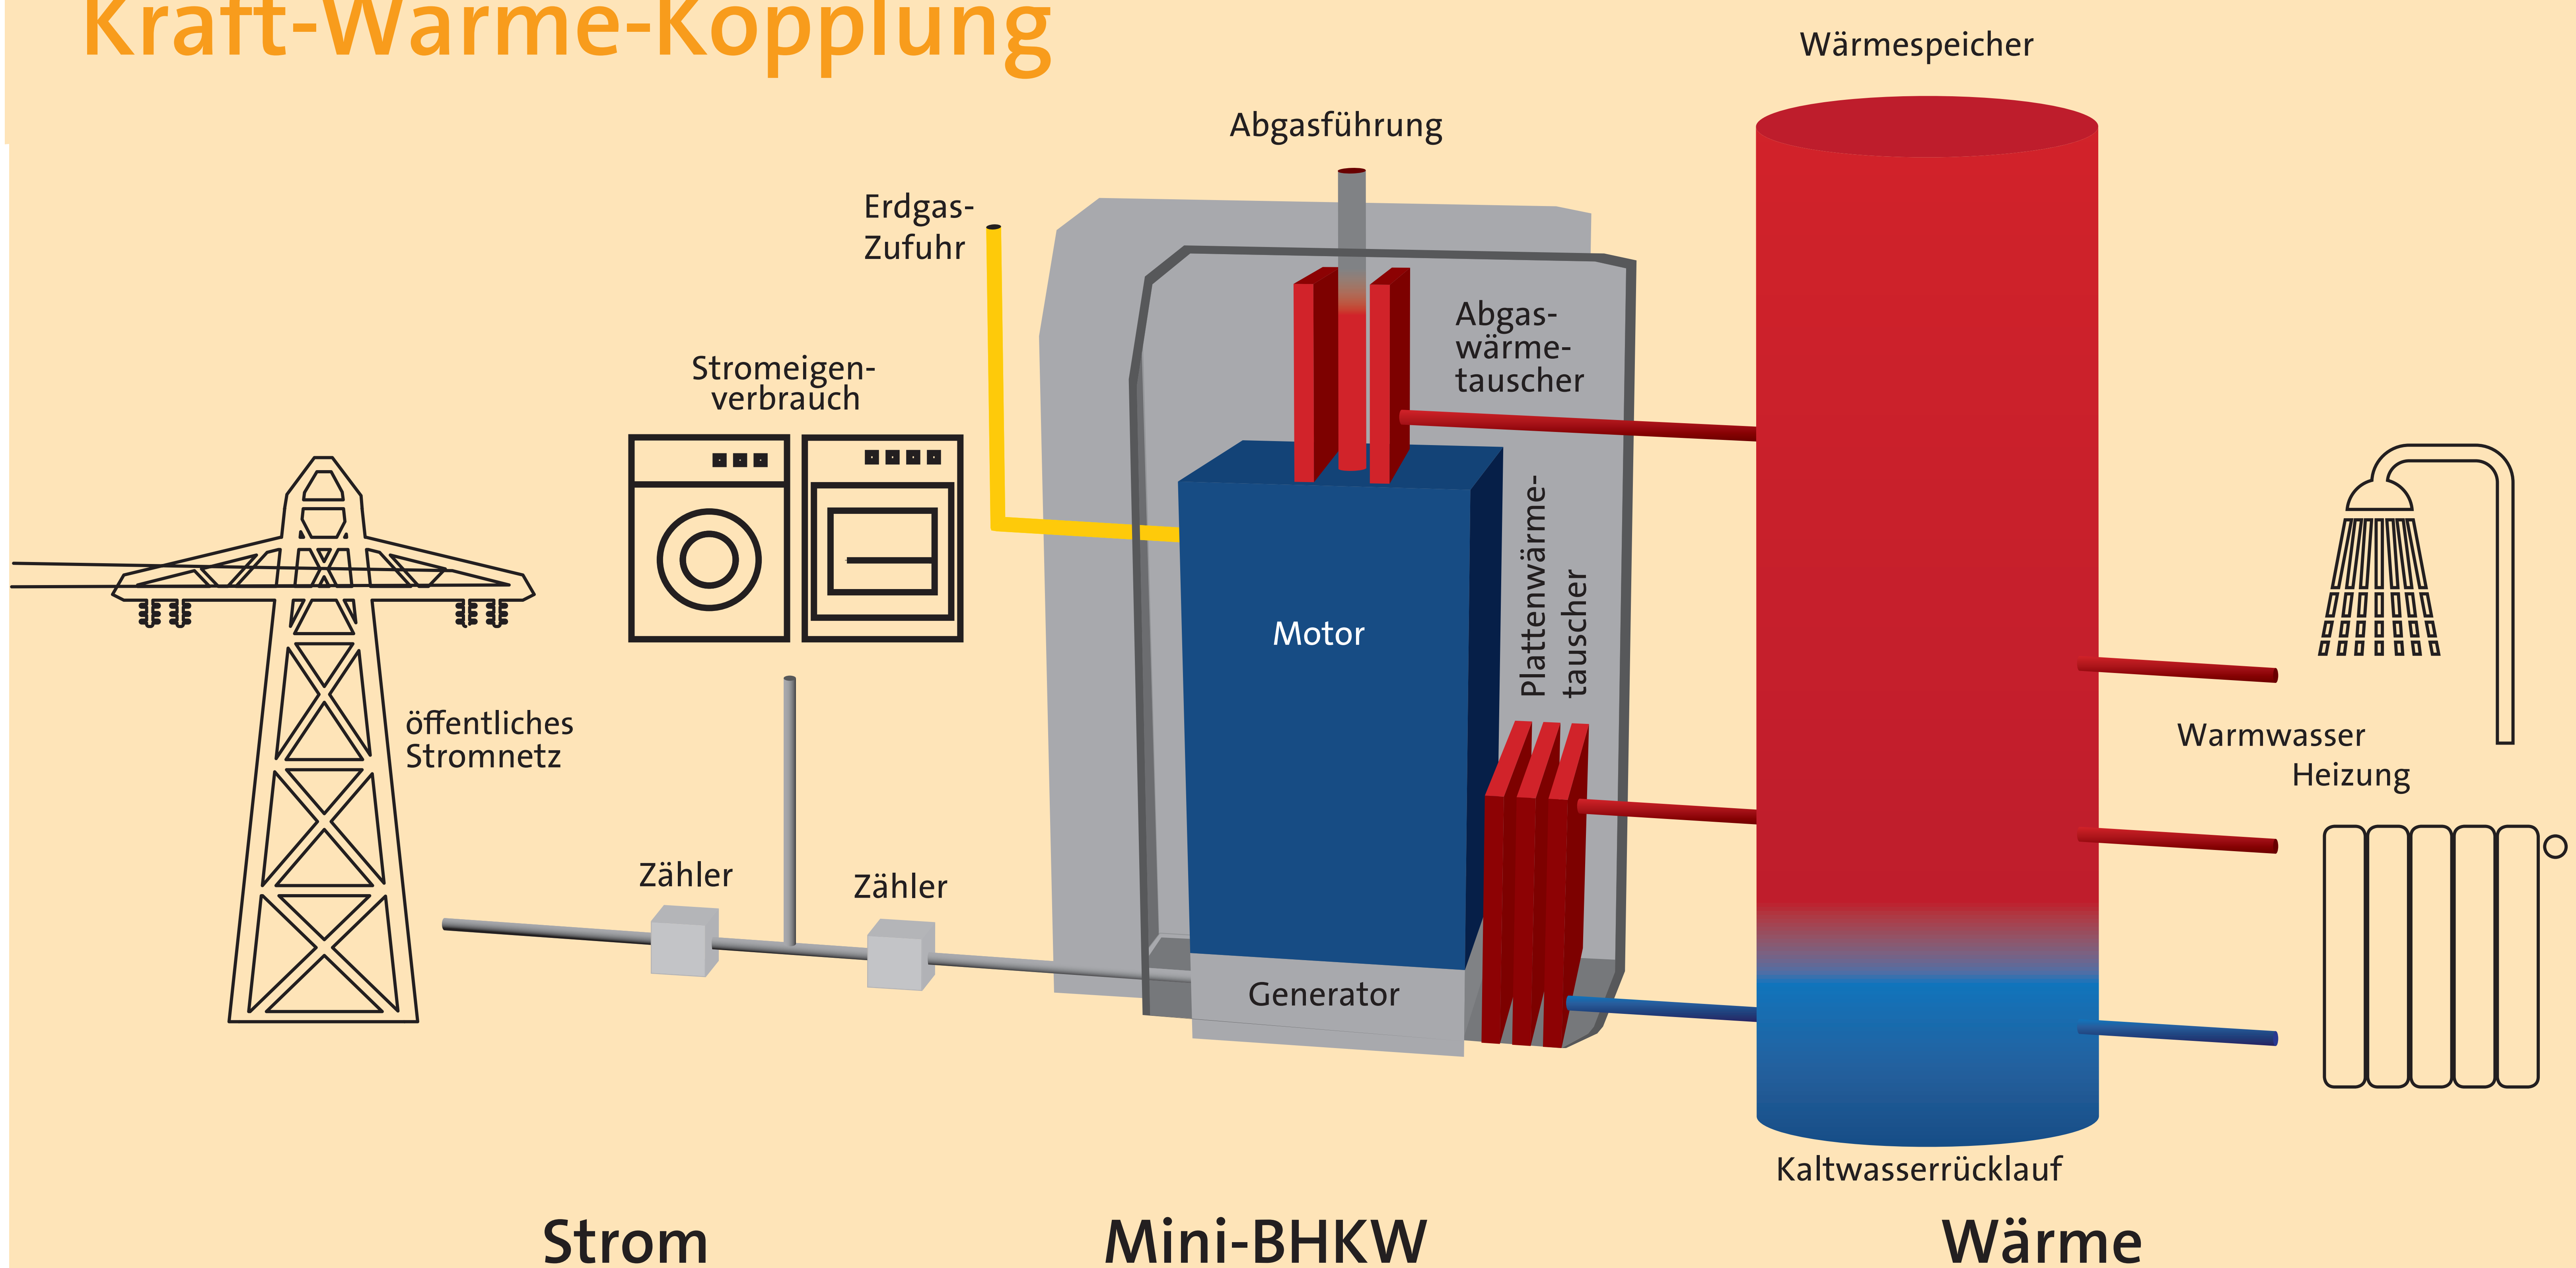 Kraft-Wärme-Kopplung
Wärmespeicher
Abgasführung
Erdgas-
Zufuhr
Abgas-
wärme-
tauscher
Stromeigen-
verbrauch
Plattenwärme-
tauscher
Motor
öffentliches
Stromnetz
Warmwasser
Heizung
Zähler
Zähler
Generator
Kaltwasserrücklauf
Strom
Mini-BHKW
Wärme